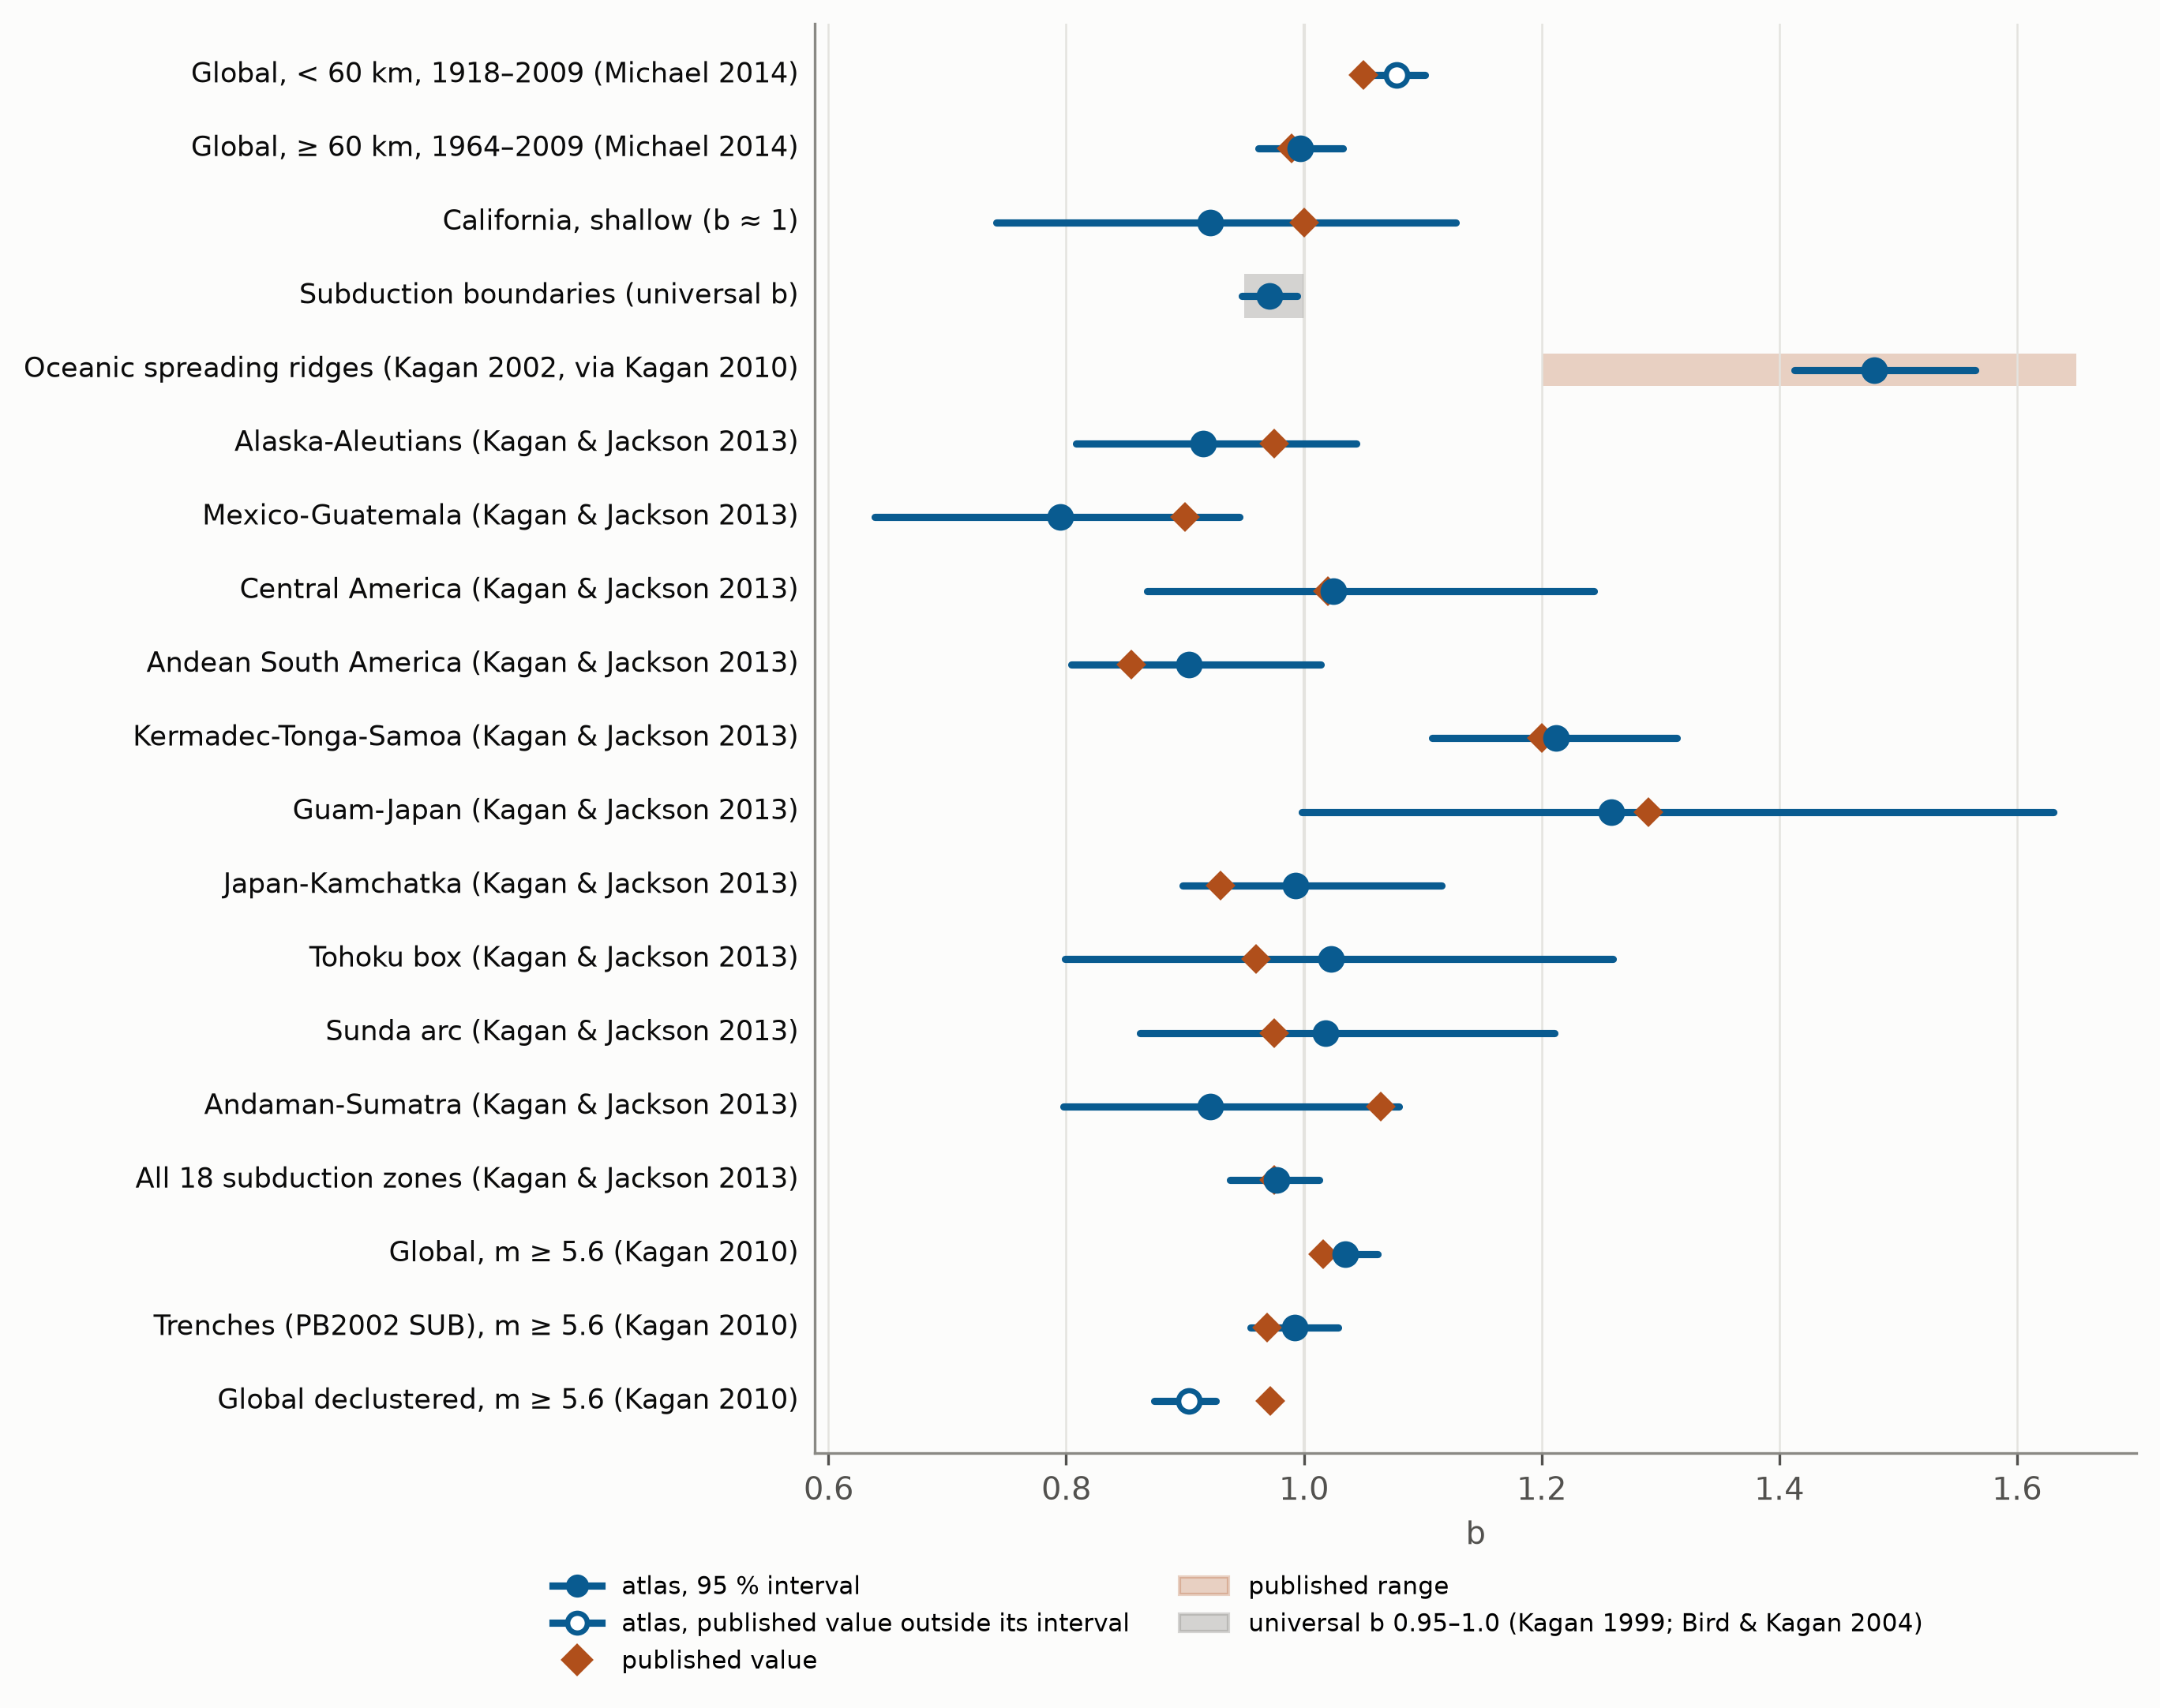 Global, < 60 km, 1918–2009 (Michael 2014)
Global, ≥ 60 km, 1964–2009 (Michael 2014)
California, shallow (b ≈ 1)
Subduction boundaries (universal b)
Oceanic spreading ridges (Kagan 2002, via Kagan 2010)
Alaska-Aleutians (Kagan & Jackson 2013)
Mexico-Guatemala (Kagan & Jackson 2013)
Central America (Kagan & Jackson 2013)
Andean South America (Kagan & Jackson 2013)
Kermadec-Tonga-Samoa (Kagan & Jackson 2013)
Guam-Japan (Kagan & Jackson 2013)
Japan-Kamchatka (Kagan & Jackson 2013)
Tohoku box (Kagan & Jackson 2013)
Sunda arc (Kagan & Jackson 2013)
Andaman-Sumatra (Kagan & Jackson 2013)
All 18 subduction zones (Kagan & Jackson 2013)
Global, m ≥ 5.6 (Kagan 2010)
Trenches (PB2002 SUB), m ≥ 5.6 (Kagan 2010)
Global declustered, m ≥ 5.6 (Kagan 2010)
0.6 0.8 1.0 1.2 1.4 1.6
b
atlas, 95 % interval
atlas, published value outside its interval
published value
published range
universal b 0.95–1.0 (Kagan 1999; Bird & Kagan 2004)